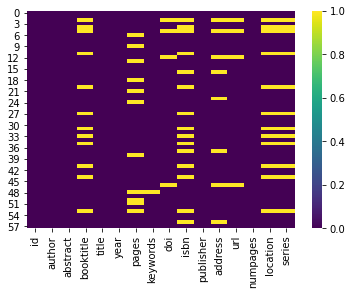 0
3
6
9
12
15
18
21
24
27
30
33
36
39
42
45
48
51
54
57
id
author
abstract
booktitle
title
year
pages
keywords
doi
isbn
publisher
address
url
numpages
location
series
1.0
0.8
0.6
0.4
0.2
0.0